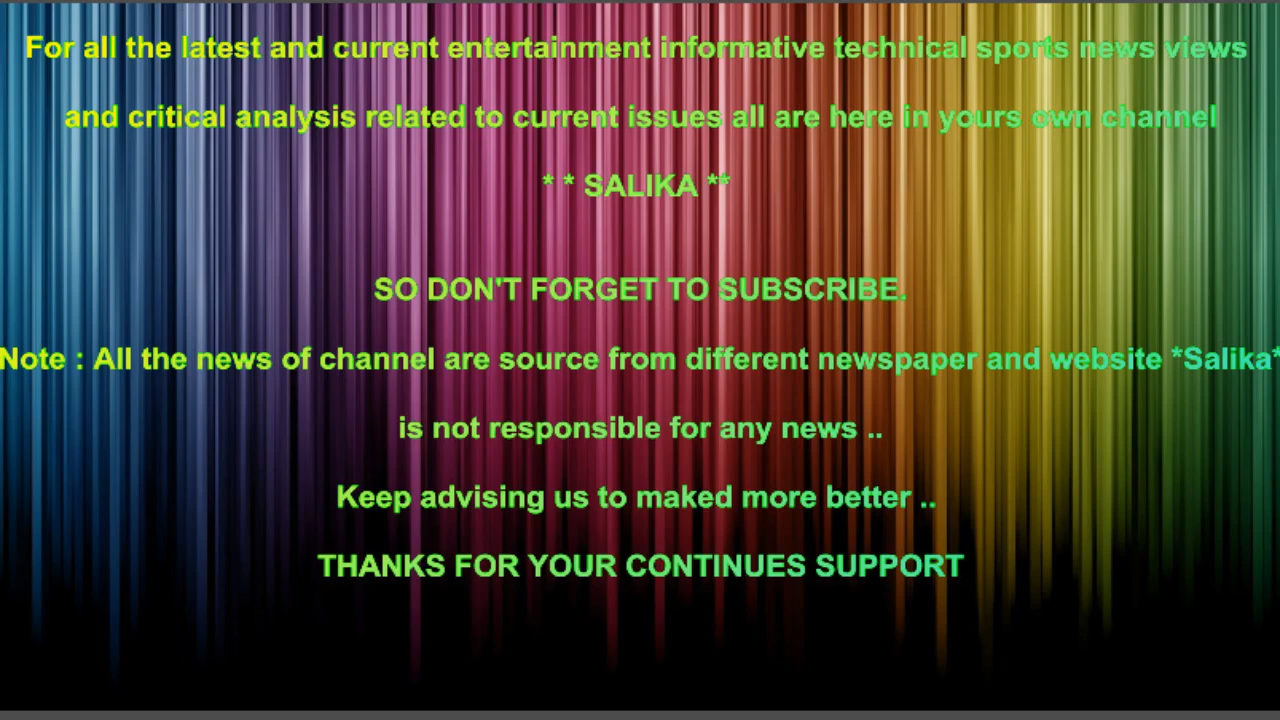 For all the latest and current entertainment informative technical sports news views
and critical analysis related to current issues all are here in yours own channel
* * SALIKA **
SO DON'T FORGET TO SUBSCRIBE.
Note : All the news of channel are source from different newspaper and website *Salika*
is not responsible for any news ..
Keep advising us to maked more better ..
THANKS FOR YOUR CONTINUES SUPPORT